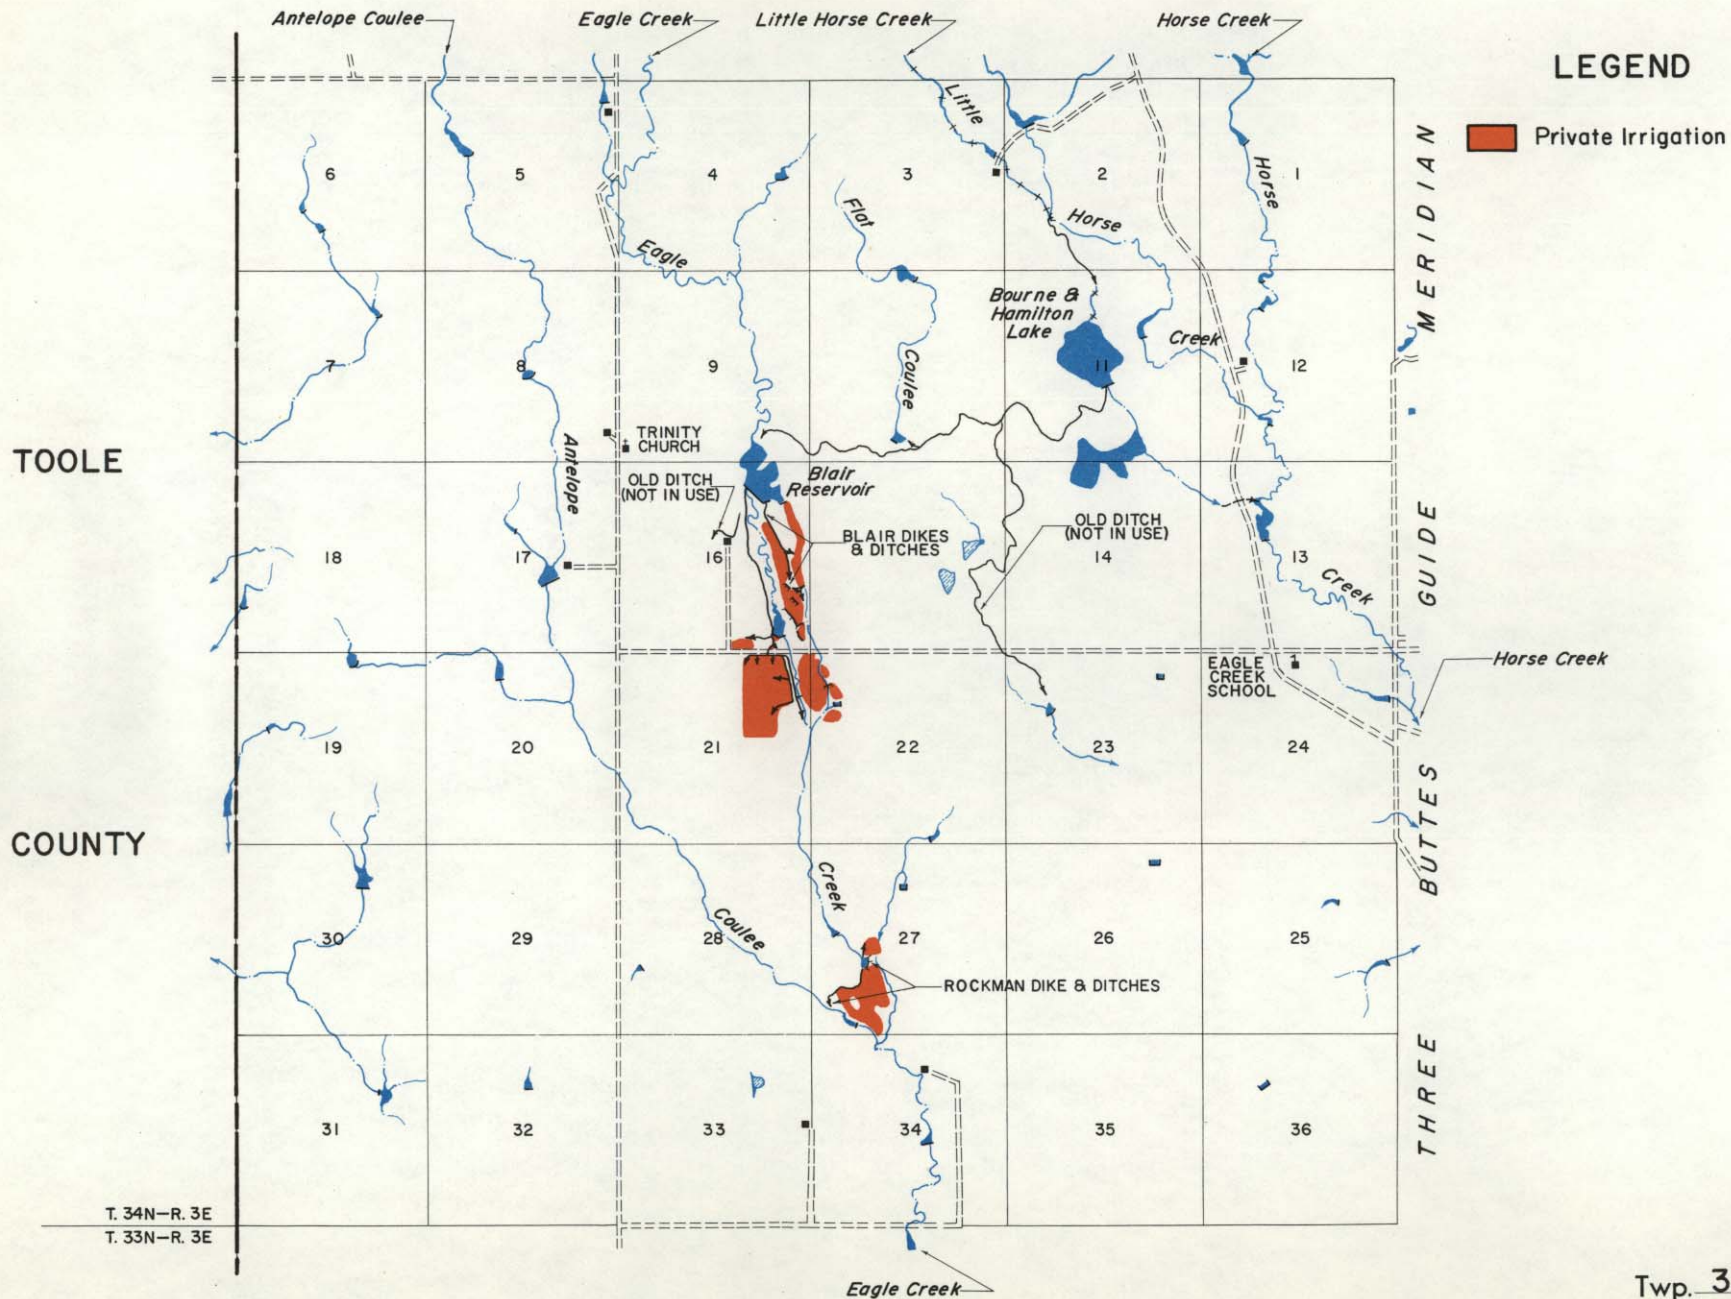 Antelope Coulee
Eagle Creek
Little Horse Creek
Horse Creek
LEGEND
Private Irrigation
Little
6
5
4
3
2
1
Horse
Flat
Horse
Eagle
MERIDIAN
Bourne &
Hamilton
Lake
Creek
7
8
9
11
12
Coulee
TOOLE
Antelope
TRINITY
CHURCH
OLD DITCH
(NOT IN USE)
Blair
Reservoir
BLAIR DIKES
& DITCHES
OLD DITCH
(NOT IN USE)
18
17
16
14
13
Creek
GUIDE
EAGLE
CREEK
SCHOOL
Horse Creek
19
20
21
22
23
24
COUNTY
BUTTES
Creek
Coulee
30
29
28
27
26
25
ROCKMAN DIKE & DITCHES
THREE
31
32
33
34
35
36
T. 34N–R. 3E
T. 33N–R. 3E
Eagle Creek
Twp. 3